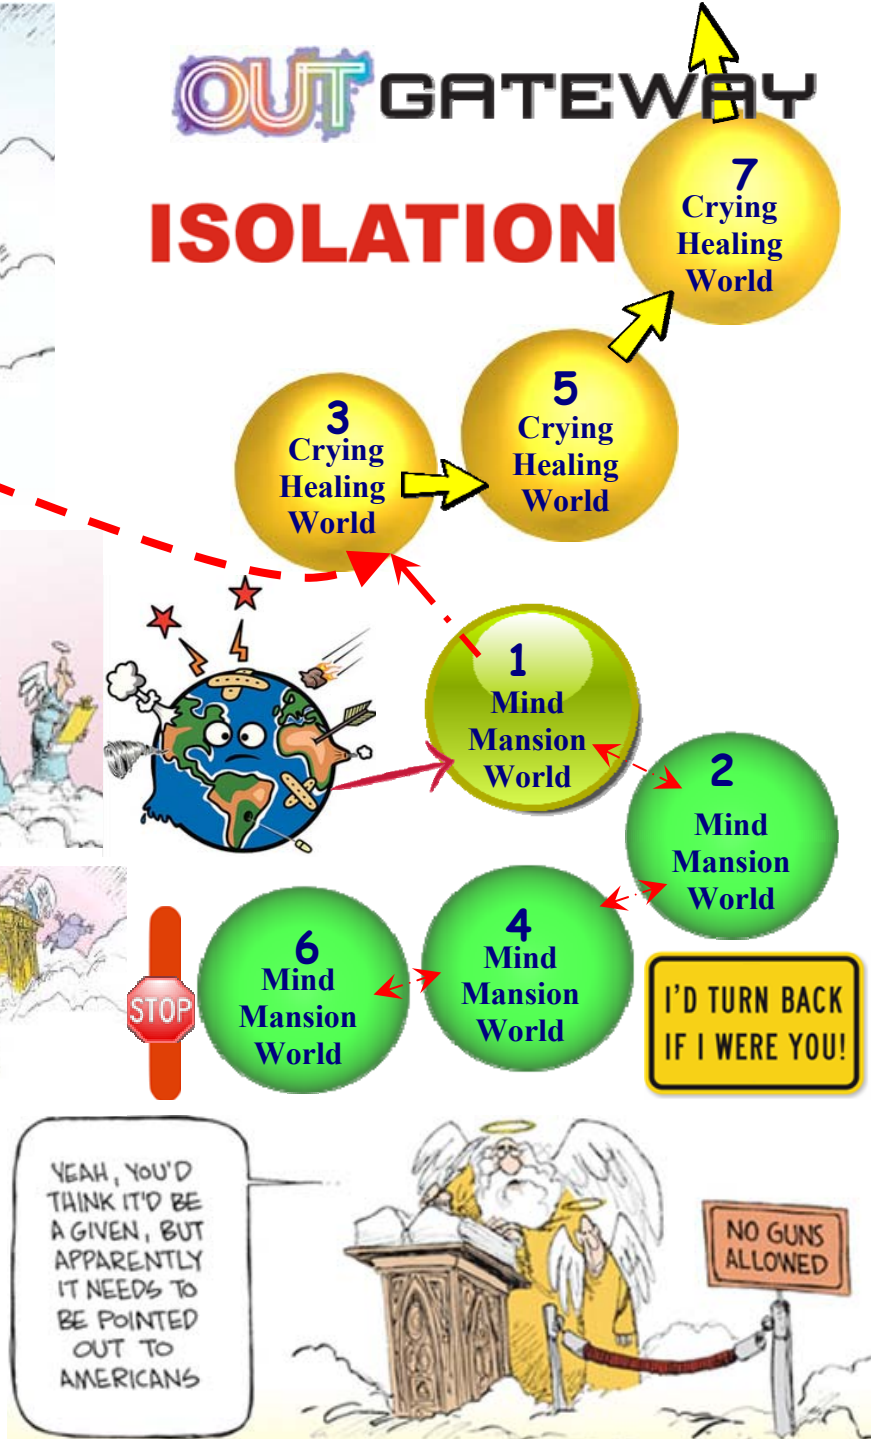 OUT GATEWAY
ISOLATION
7
Crying
Healing
World
5
Crying
Healing
World
3
Crying
Healing
World
1
Mind
Mansion
World
2
Mind
Mansion
World
4
Mind
Mansion
World
6
Mind
Mansion
World
STOP
I'D TURN BACK
IF I WERE YOU!
YEAH, YOU'D
THINK IT'D BE
A GIVEN, BUT
APPARENTLY
IT NEEDS TO
BE POINTED
OUT TO
AMERICANS
NO GUNS
ALLOWED